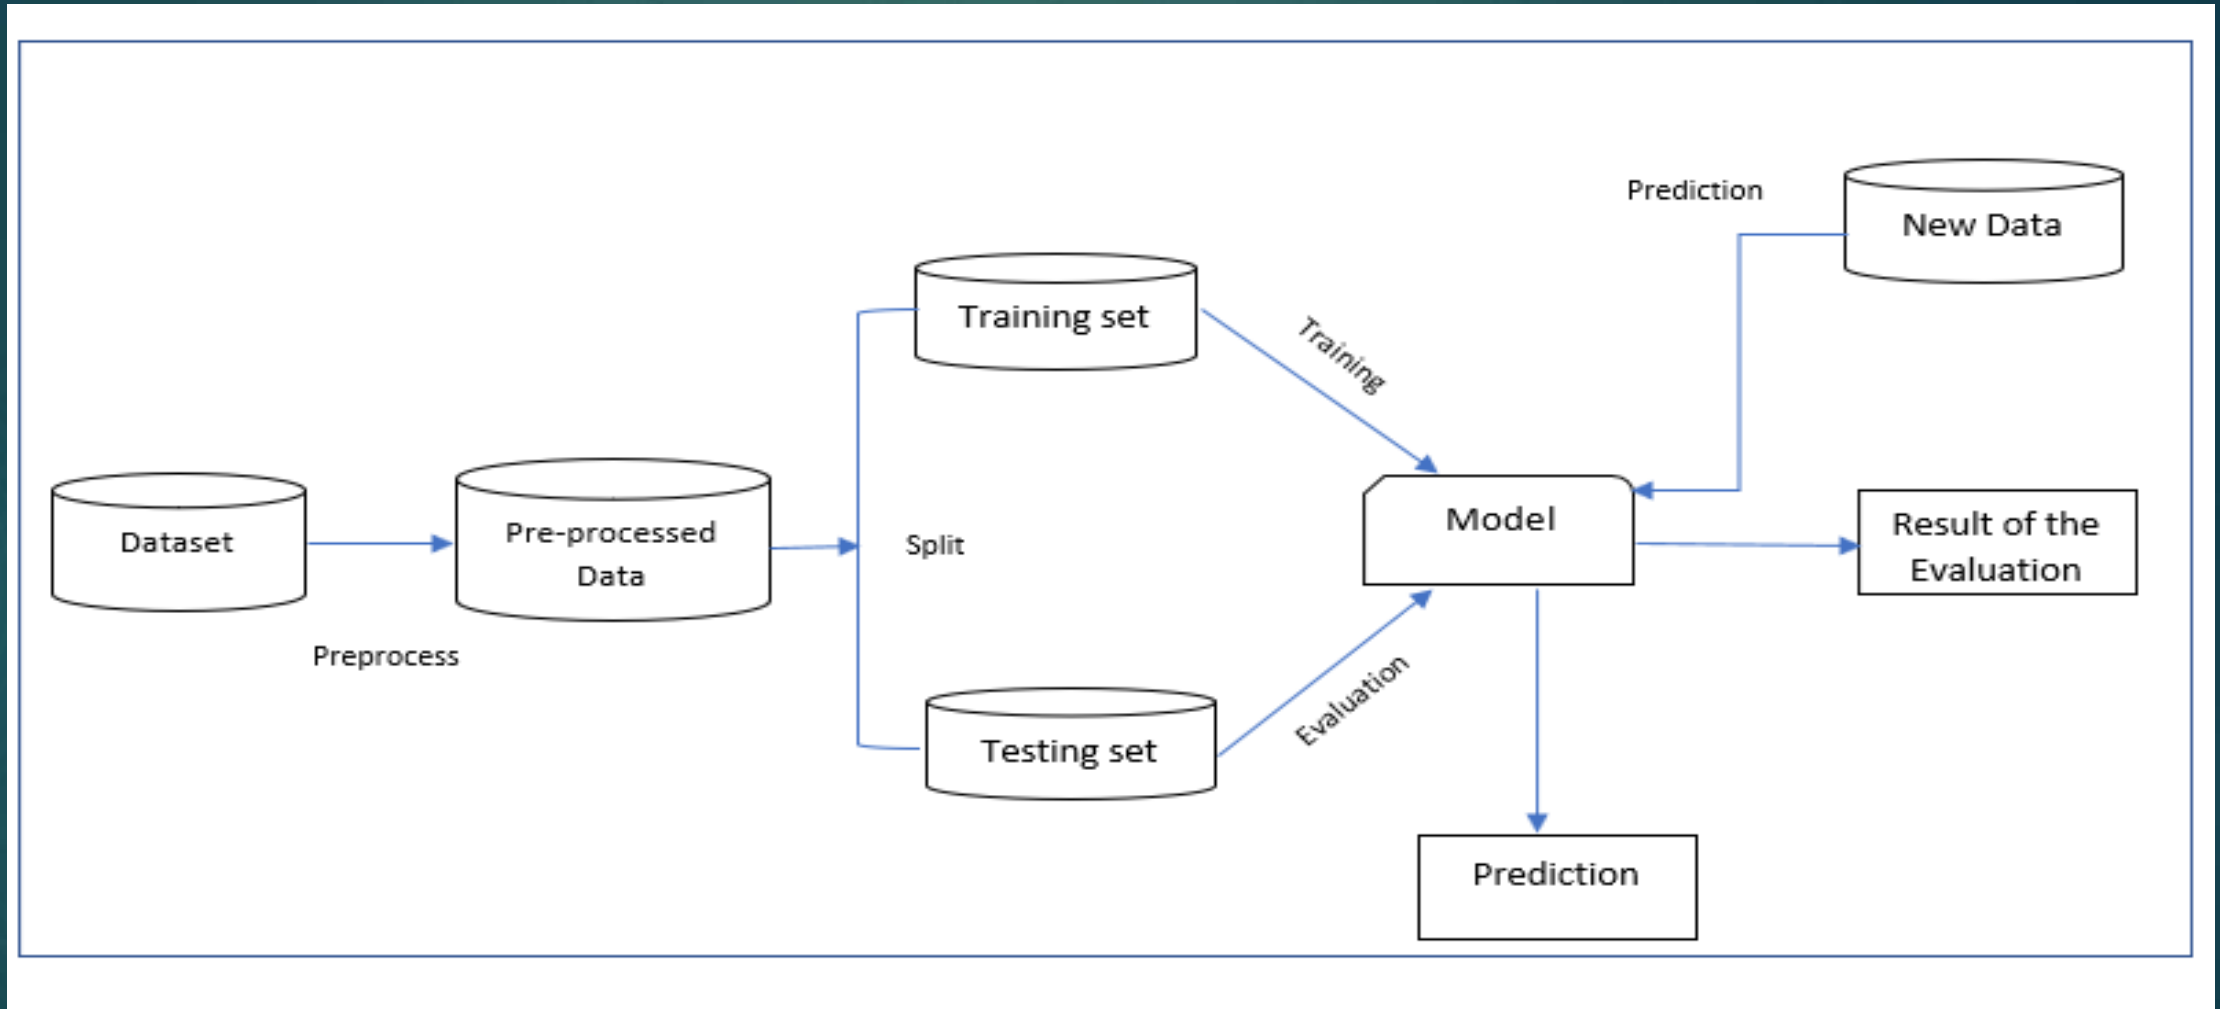 Prediction
New Data
Training set
Training
Dataset
Preprocess
Pre-processed
Data
Split
Model
Result of the
Evaluation
Testing set
Evaluation
Prediction